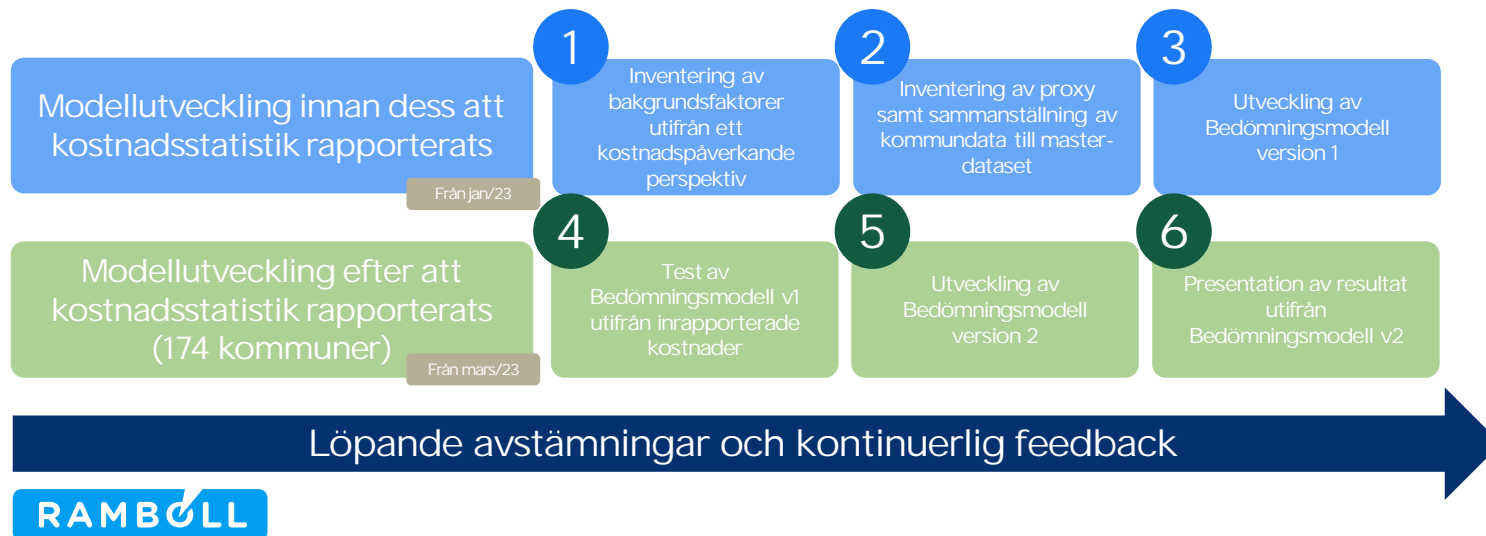 Modellutveckling innan dess att
kostnadsstatistik rapporterats
Från jan/23
1
Inventering av
bakgrundsfaktorer
utifrån ett
kostnadspåverkande
perspektiv
2
Inventering av proxy
samt sammanställning av
kommundata till master-
dataset
3
Utveckling av
Bedömningsmodell
version 1
Modellutveckling efter att
kostnadsstatistik rapporterats
(174 kommuner)
Från mars/23
4
Test av
Bedömningsmodell v1
utifrån inrapporterade
kostnader
5
Utveckling av
Bedömningsmodell
version 2
6
Presentation av resultat
utifrån
Bedömningsmodell v2
Löpande avstämningar och kontinuerlig feedback
RAMBOLL